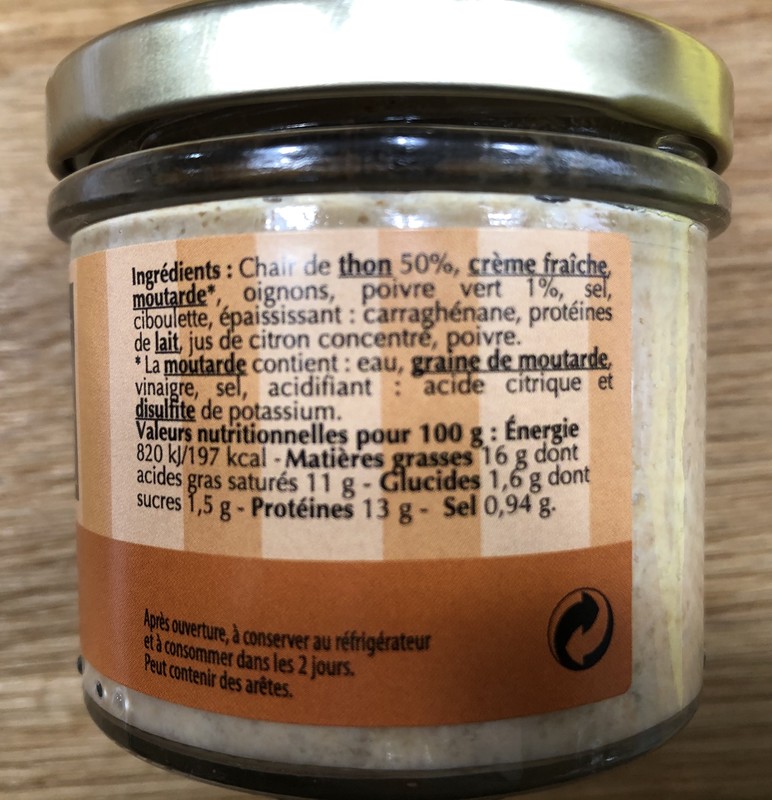 Ingrédients : Chair de thon 50%, crème fraîche,
moutarde*, oignons, poivre vert 1%, sel,
ciboulette, épaississant : carraghénane, protéines
de lait, jus de citron concentré, poivre.
* La moutarde contient : eau, graine de moutarde,
vinaigre, sel, acidifiant : acide citrique et
disulfite de potassium.
Valeurs nutritionnelles pour 100 g : Énergie
820 kJ/197 kcal - Matières grasses 16 g dont
acides gras saturés 11 g - Glucides 1,6 g dont
sucres 1,5 g - Protéines 13 g - Sel 0,94 g.
Après ouverture, à conserver au réfrigérateur
et à consommer dans les 2 jours.
Peut contenir des arêtes.